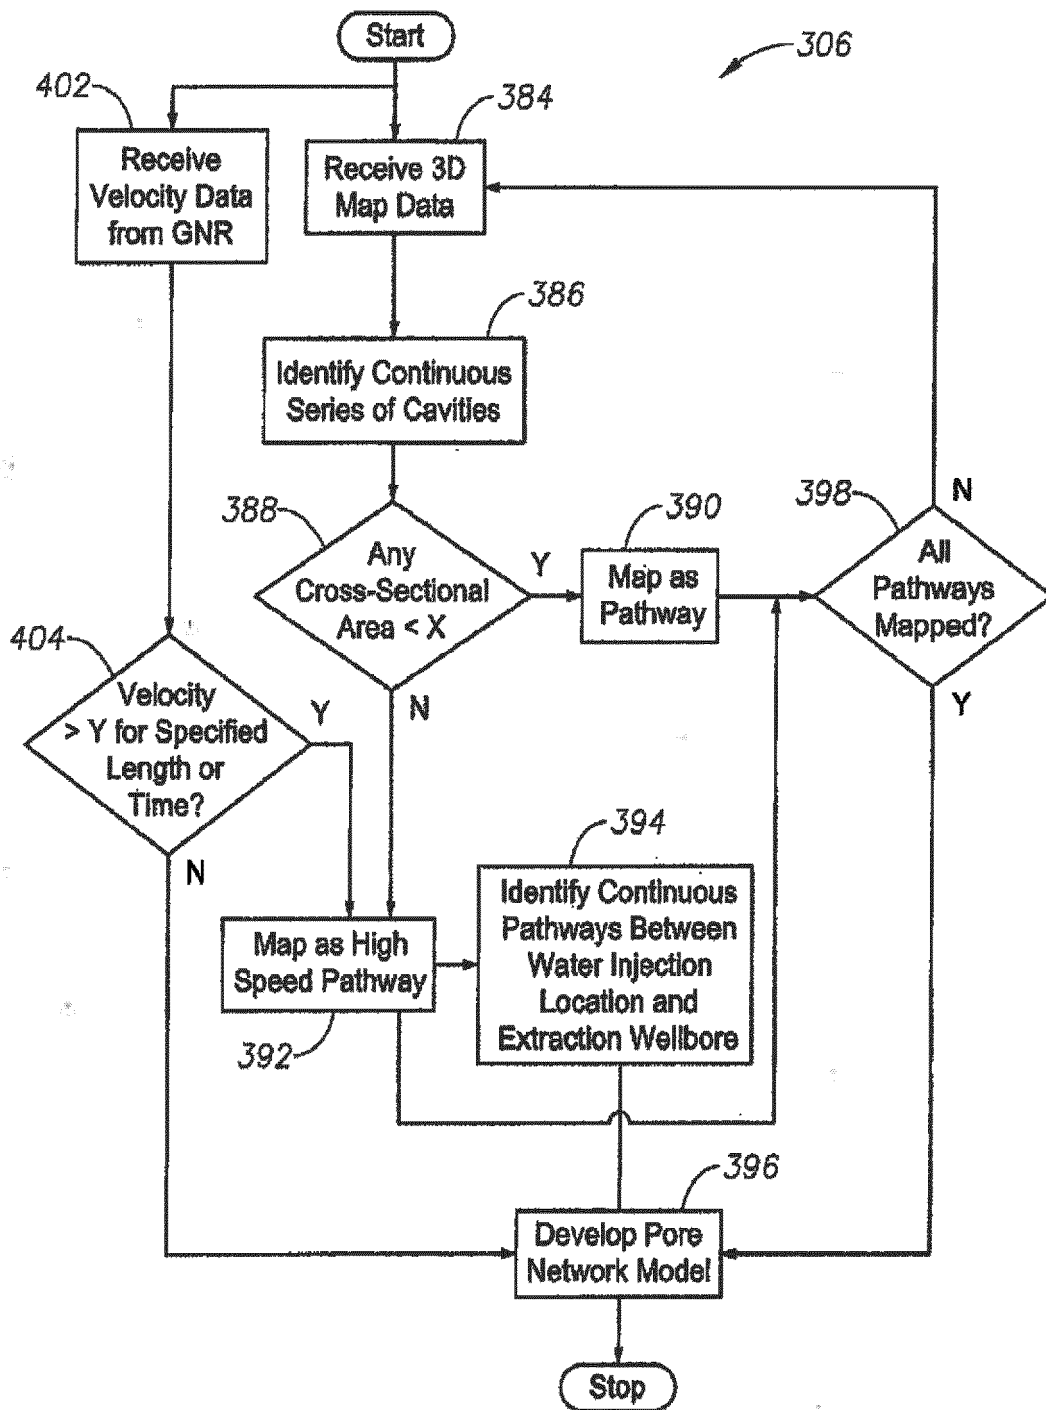 Start
306
402
384
Receive
Velocity Data
from GNR
Receive 3D
Map Data
386
Identify Continuous
Series of Cavities
388
Any
Cross-Sectional
Area < X
Y
N
390
Map as
Pathway
398
All
Pathways
Mapped?
N
Y
404
Velocity
> Y for Specified
Length or
Time?
Y
N
Map as High
Speed Pathway
392
394
Identify Continuous
Pathways Between
Water Injection
Location and
Extraction Wellbore
396
Develop Pore
Network Model
Stop